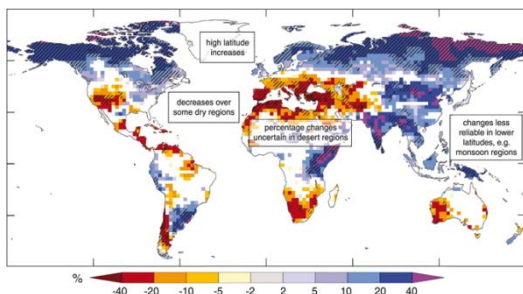 high latitude
increases
decreases over
some dry regions
percentage changes
uncertain in desert regions
changes less
reliable in lower
latitudes, e.g.
monsoon regions
% -40 -20 -10 -5 -2 2 5 10 20 40